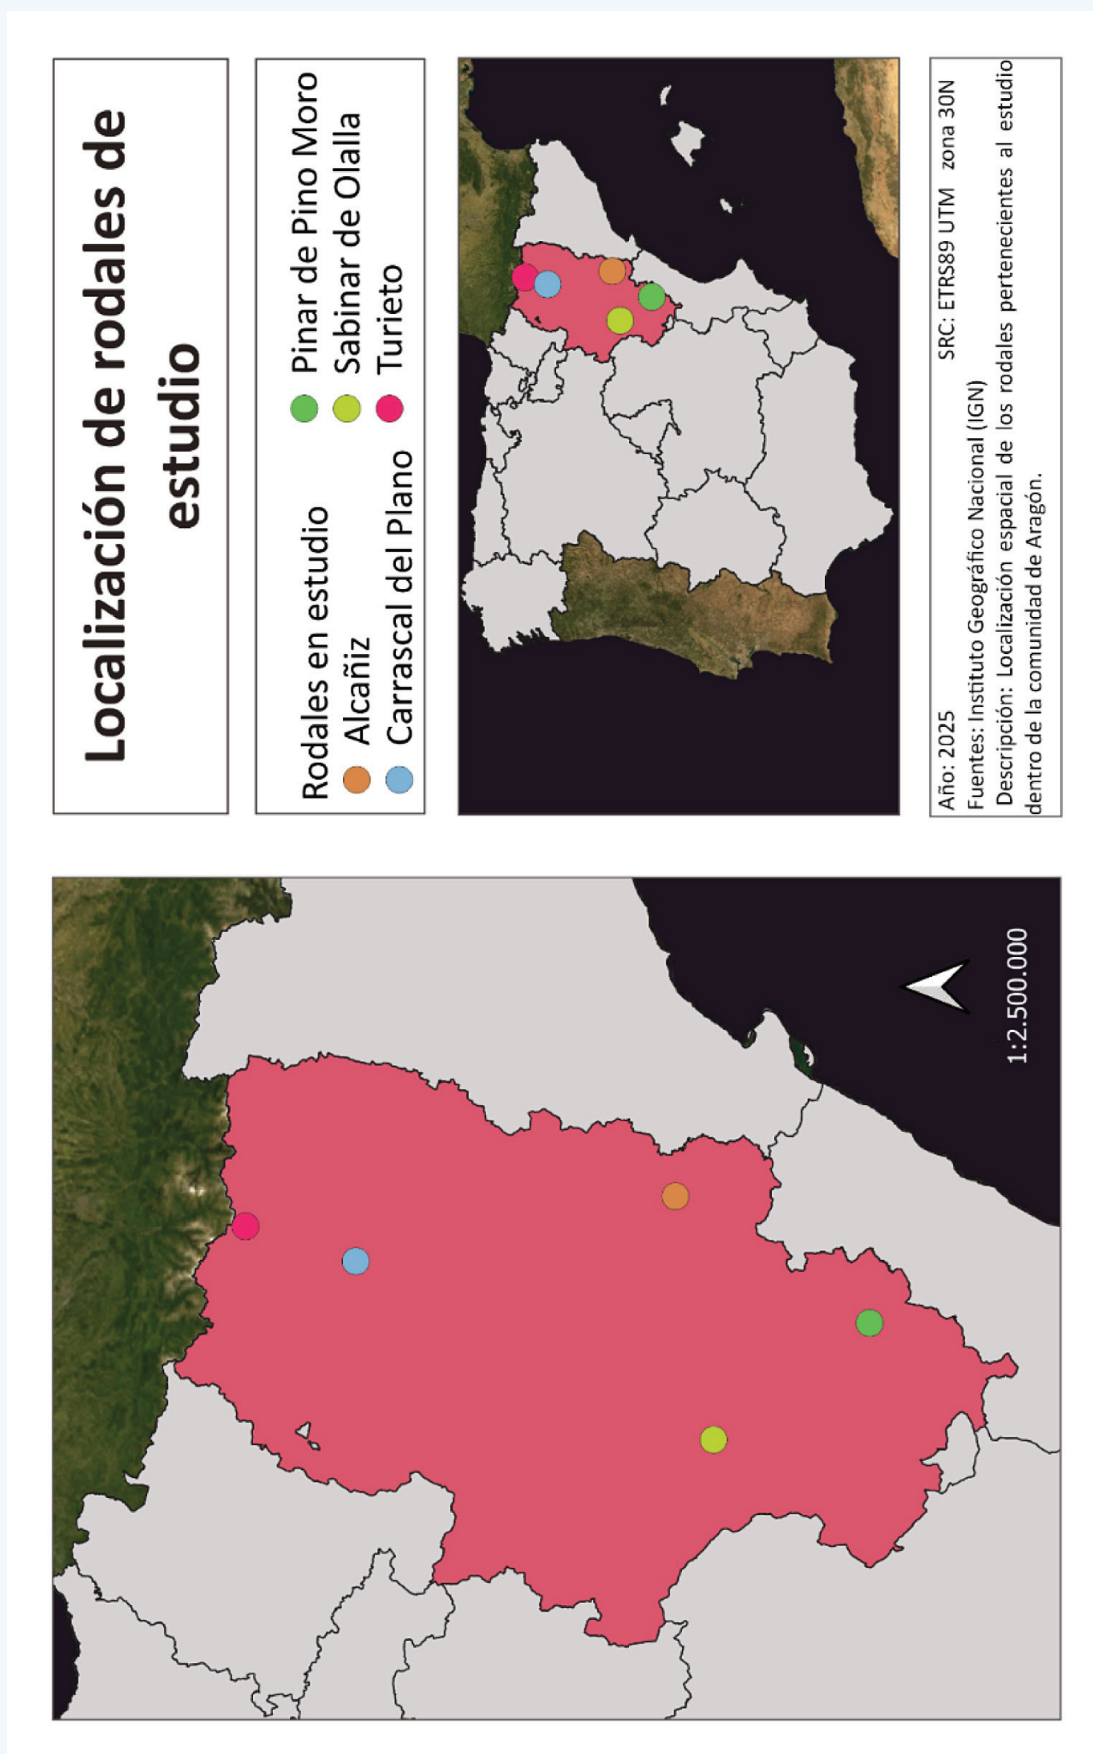 Localización de rodales de
estudio
Rodales en estudio
Alcañiz
Carrascal del Plano
Pinar de Pino Moro
Sabinar de Olalla
Turieto
Año: 2025 SRC: ETRS89 UTM zona 30N
Fuentes: Instituto Geográfico Nacional (IGN)
Descripción: Localización espacial de los rodales pertenecientes al estudio
dentro de la comunidad de Aragón.
1:2.500.000